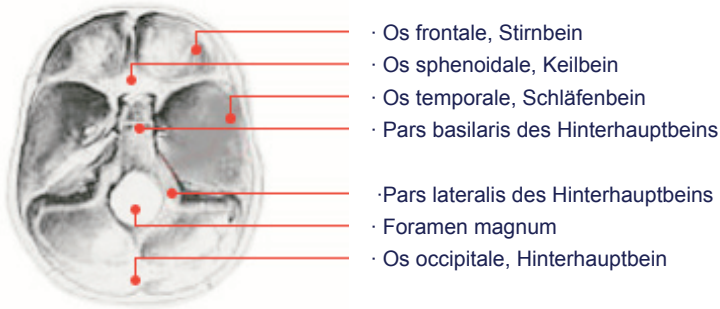 · Os frontale, Stirnbein
· Os sphenoidale, Keilbein
· Os temporale, Schläfenbein
· Pars basilaris des Hinterhauptbeins
·Pars lateralis des Hinterhauptbeins
· Foramen magnum
· Os occipitale, Hinterhauptbein